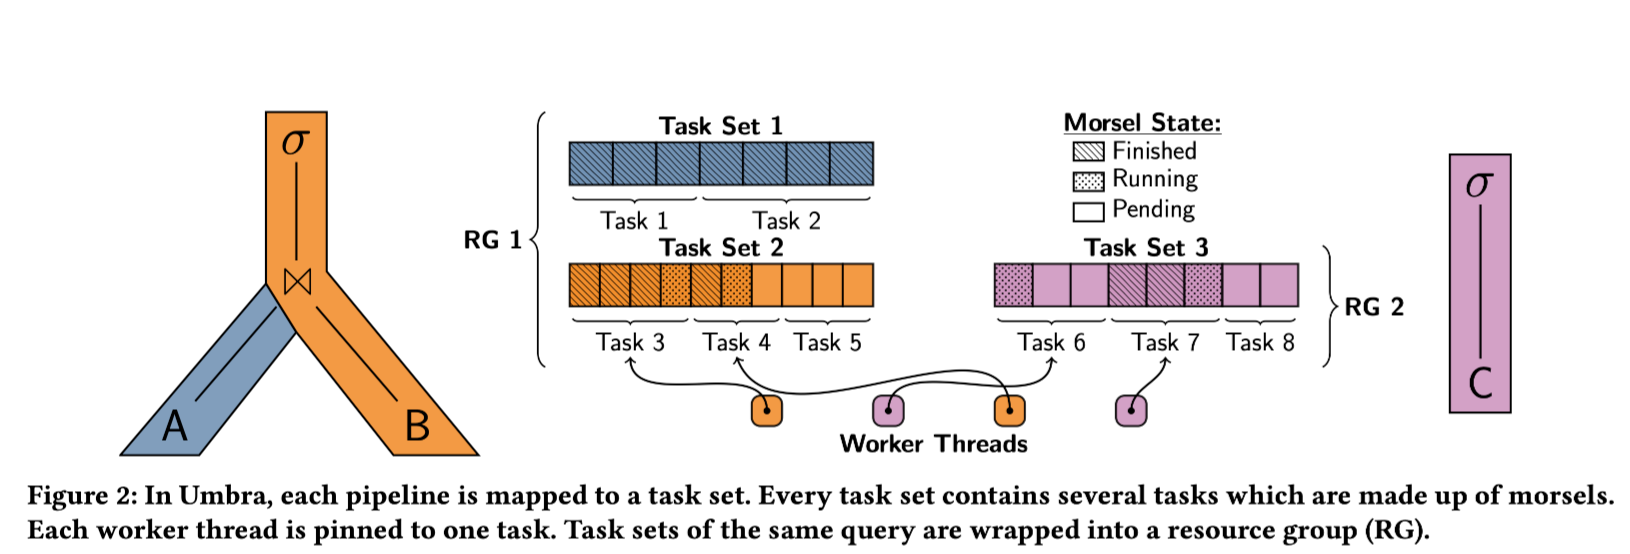 σ
⋈
A
B
RG 1
Task Set 1
Task 1
Task 2
Task Set 2
Task 3
Task 4
Task 5
Morsel State:
Finished
Running
Pending
Task Set 3
Task 6
Task 7
Task 8
RG 2
Worker Threads
σ
C
Figure 2: In Umbra, each pipeline is mapped to a task set. Every task set contains several tasks which are made up of morsels.
Each worker thread is pinned to one task. Task sets of the same query are wrapped into a resource group (RG).